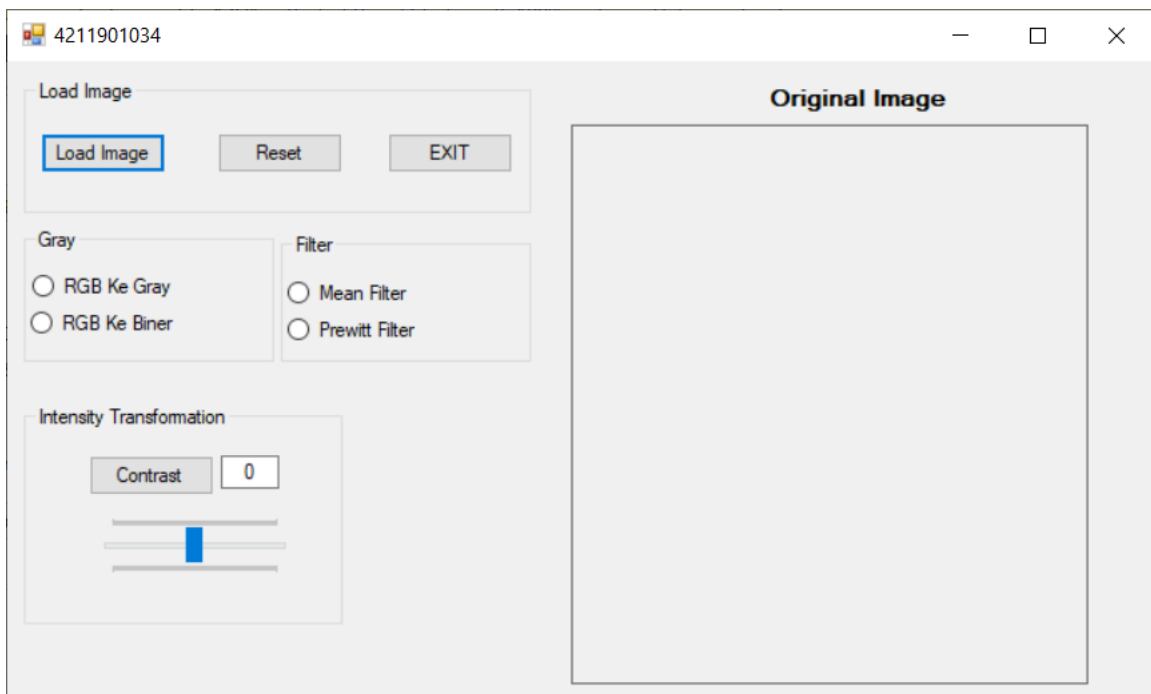 4211901034
Load Image
Original Image
Load Image Reset EXIT
Gray
Filter
RGB Ke Gray
Mean Filter
RGB Ke Biner
Prewitt Filter
Intensity Transformation
Contrast 0